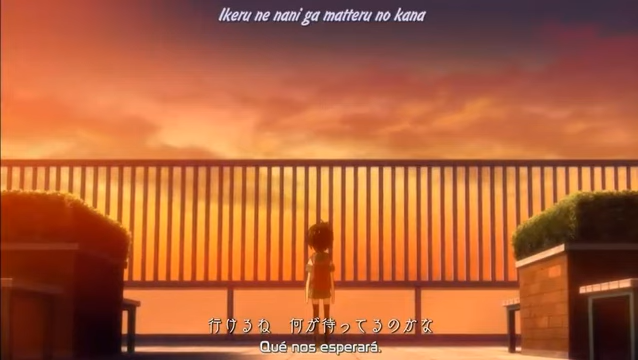 Ikeru ne nani ga matteru no kana
行けるね 何が待ってるのかな
Qué nos esperará.